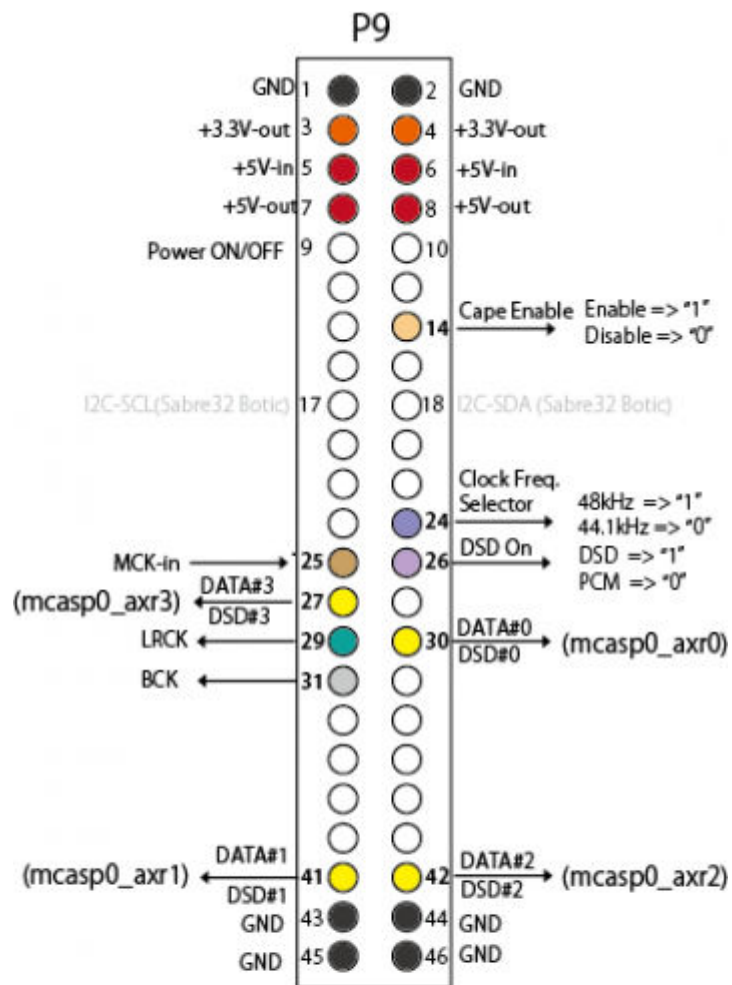 P9
GND 1 2 GND
+3.3V-out 3 4 +3.3V-out
+5V-in 5 6 +5V-in
+5V-out 7 8 +5V-out
Power ON/OFF 9 10
14 Cape Enable Enable => "1"
Disable => "0"
I2C-SCL(Sabre32 Botic) 17 18 I2C-SDA (Sabre32 Botic)
Clock Freq.
Selector 48kHz => "1"
24 44.1kHz => "0"
MCK-in 25 26 DSD On DSD => "1"
PCM => "0"
(mcasp0_axr3) DATA#3 27
DSD#3
LRCK 29 30 DATA#0 (mcasp0_axr0)
DSD#0
BCK 31
(mcasp0_axr1) DATA#1 41 42 DATA#2 (mcasp0_axr2)
DSD#1 DSD#2
GND 43 44 GND
GND 45 46 GND